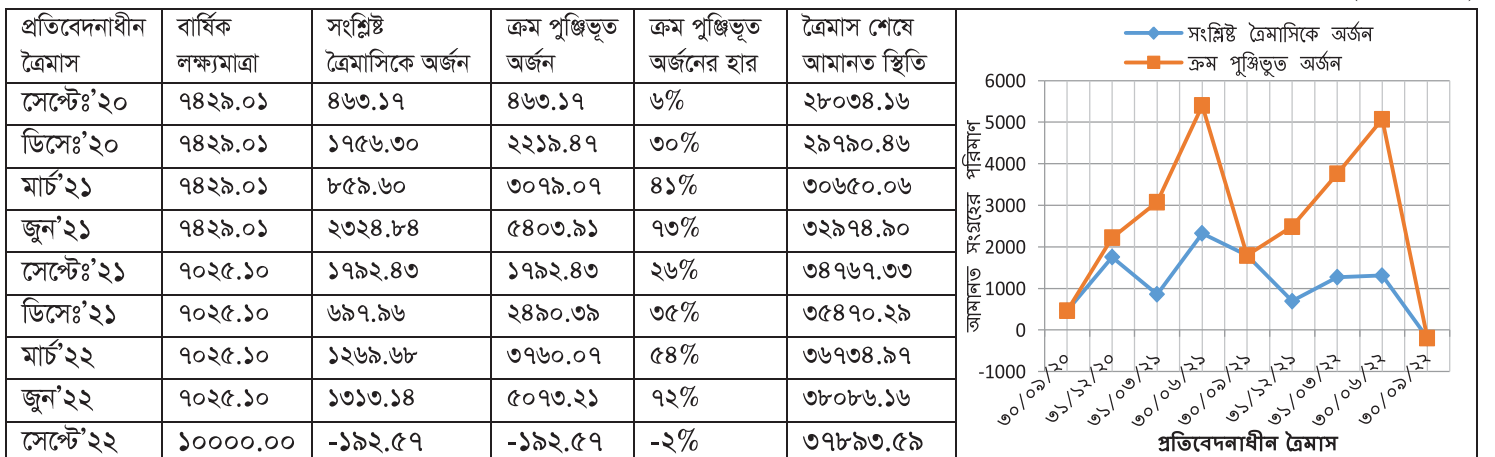 প্রতিবেদনাধীন ত্রৈমাস বার্ষিক লক্ষ্যমাত্রা সংশ্লিষ্ট ত্রৈমাসিকে অর্জন ক্রম পুঞ্জিভূত অর্জন ক্রম পুঞ্জিভূত অর্জনের হার ত্রৈমাস শেষে আমানত স্থিতি
সেপ্টেঃ'২০ ৭৪২৯.০১ ৪৬৩.১৭ ৪৬৩.১৭ ৬% ২৮০৩৪.১৬
ডিসেঃ'২০ ৭৪২৯.০১ ১৭৫৬.৩০ ২২১৯.৪৭ ৩০% ২৯৭৯০.৪৬
মার্চ'২১ ৭৪২৯.০১ ৮৫৯.৬০ ৩০৭৯.০৭ ৪১% ৩০৬৫০.০৬
জুন'২১ ৭৪২৯.০১ ২৩২৪.৮৪ ৫৪০৩.৯১ ৭৩% ৩২৯৭৪.৯০
সেপ্টেঃ'২১ ৭০২৫.১০ ১৭৯২.৪৩ ১৭৯২.৪৩ ২৬% ৩৪৭৬৭.৩৩
ডিসেঃ'২১ ৭০২৫.১০ ৬৯৭.৯৬ ২৪৯০.৩৯ ৩৫% ৩৫৪৭০.২৯
মার্চ'২২ ৭০২৫.১০ ১২৬৯.৬৮ ৩৭৬০.০৭ ৫৪% ৩৬৭৩৪.৯৭
জুন'২২ ৭০২৫.১০ ১৩১৩.১৪ ৫০৭৩.২১ ৭২% ৩৮০৮৬.১৬
সেপ্টে'২২ ১০০০০.০০ -১৯২.৫৭ -১৯২.৫৭ -২% ৩৭৮৯৩.৫৯
সংশ্লিষ্ট ত্রৈমাসিকে অর্জন
ক্রম পুঞ্জিভূত অর্জন
আমানত সংগ্রহের পরিমাণ
6000
5000
4000
3000
2000
1000
0
-1000
৩০/০৯/২০ ৩১/১২/২০ ৩১/০৩/২১ ৩০/০৬/২১ ৩০/০৯/২১ ৩১/১২/২১ ৩১/০৩/২২ ৩০/০৬/২২ ৩০/০৯/২২
প্রতিবেদনাধীন ত্রৈমাস